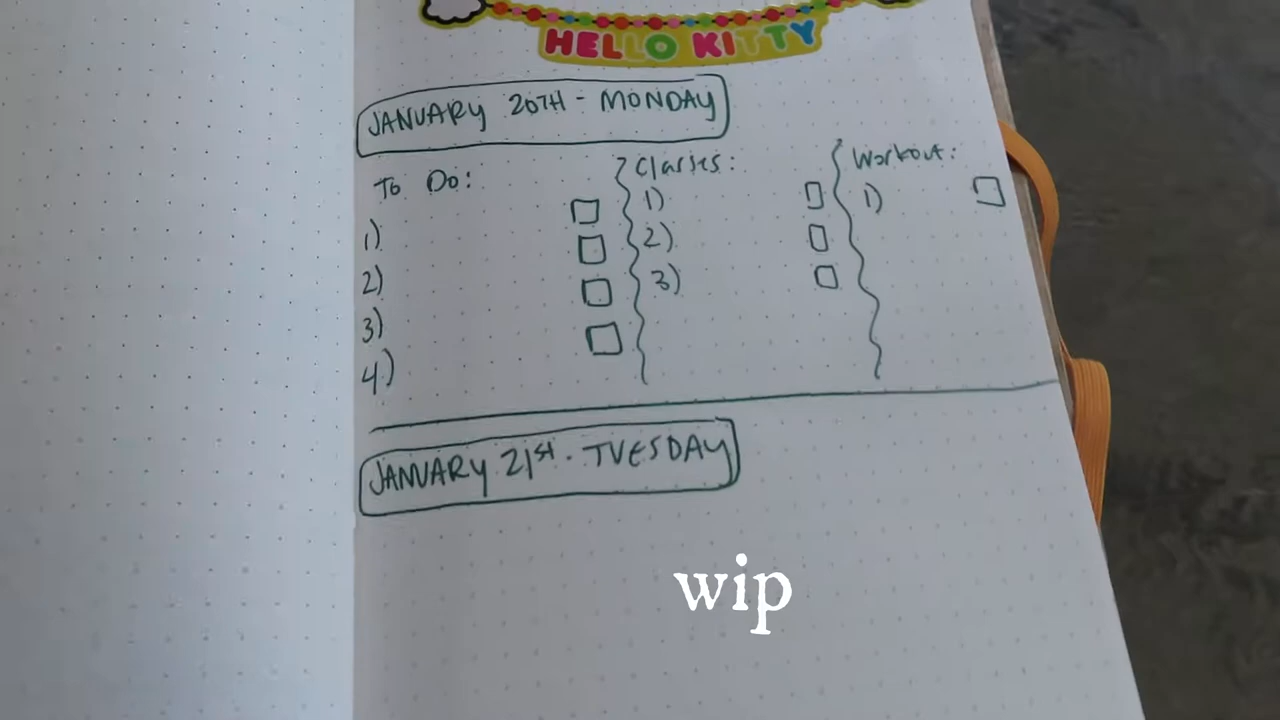 HELLO KITTY
JANUARY 20TH - MONDAY
To Do:
1)
2)
3)
4)
Classes:
1)
2)
3)
Workout:
1)
JANUARY 21st - TUESDAY
wip